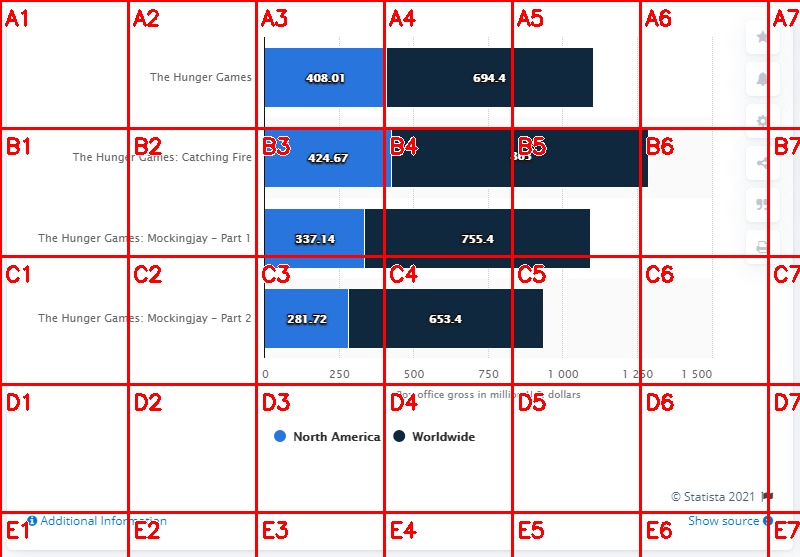 A1 A2 A3 A4 A5 A6 A7
The Hunger Games 408.01 694.4
B1 B2 B3 B4 B5 B6 B7
The Hunger Games: Catching Fire 424.67
The Hunger Games: Mockingjay – Part 1 337.14 755.4
C1 C2 C3 C4 C5 C6 C7
The Hunger Games: Mockingjay – Part 2 281.72 653.4
0 250 500 750 1 000 1 250 1 500
Box office gross in million U.S. dollars
D1 D2 D3 D4 D5 D6 D7
North America Worldwide
© Statista 2021
Additional Information Show source
E1 E2 E3 E4 E5 E6 E7